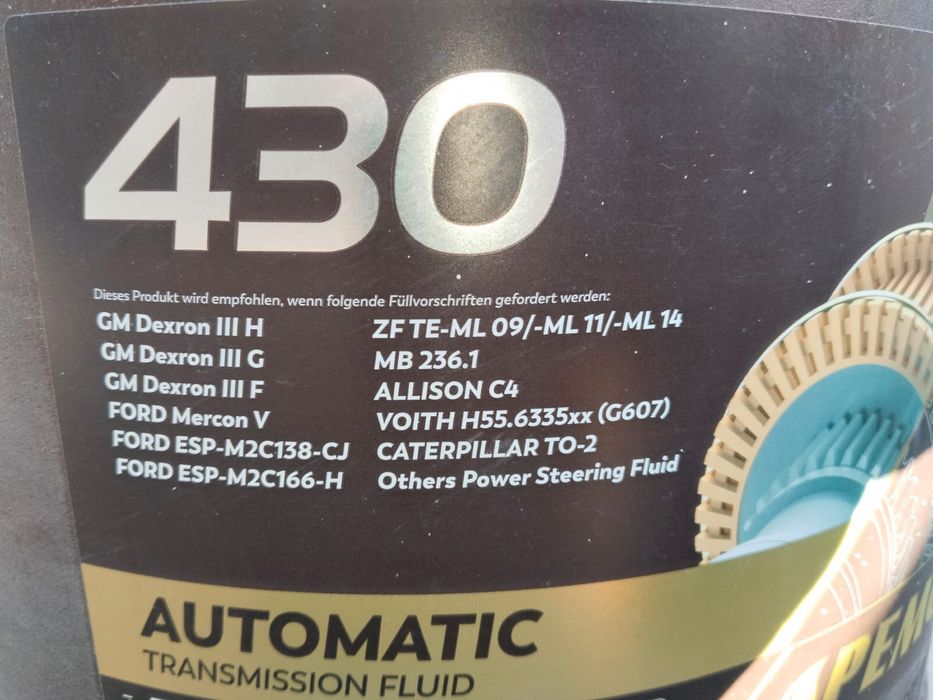 430
Dieses Produkt wird empfohlen, wenn folgende Füllvorschriften gefordert werden:
GM Dexron III H
GM Dexron III G
GM Dexron III F
FORD Mercon V
FORD ESP-M2C138-CJ
FORD ESP-M2C166-H
ZF TE-ML 09/-ML 11/-ML 14
MB 236.1
ALLISON C4
VOITH H55.6335xx (G607)
CATERPILLAR TO-2
Others Power Steering Fluid
AUTOMATIC
TRANSMISSION FLUID